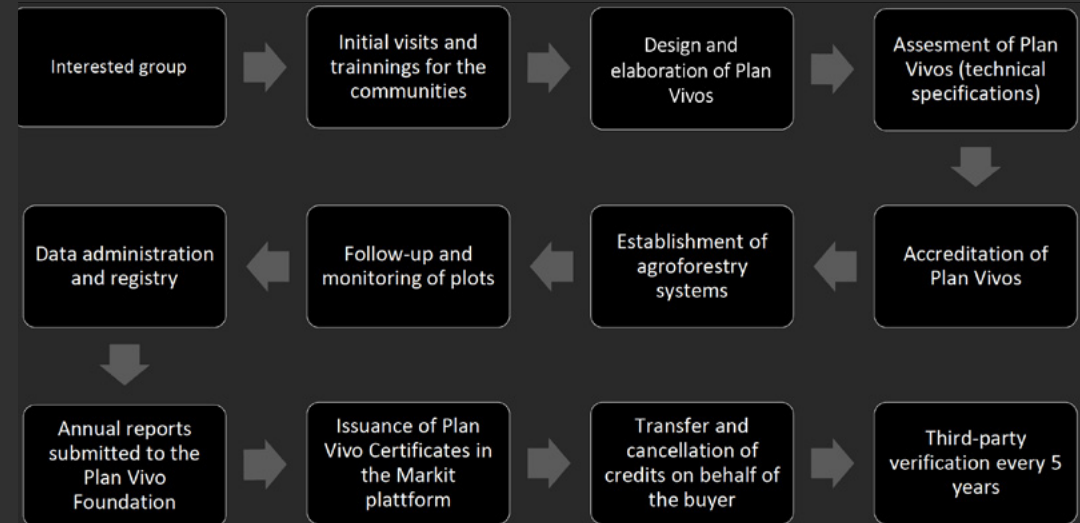 Interested group
Initial visits and
trainnings for the
communities
Design and
elaboration of Plan
Vivos
Assesment of Plan
Vivos (technical
specifications)
Accreditation of
Plan Vivos
Establishment of
agroforestry
systems
Follow-up and
monitoring of plots
Data administration
and registry
Annual reports
submitted to the
Plan Vivo
Foundation
Issuance of Plan
Vivo Certificates in
the Markit
plattform
Transfer and
cancellation of
credits on behalf of
the buyer
Third-party
verification every 5
years